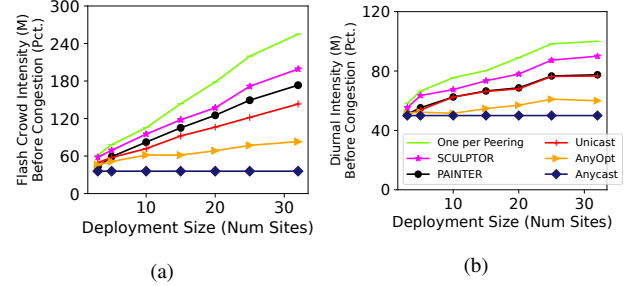 Flash Crowd Intensity (M)
Before Congestion (Pct.)
300
240
180
120
60
0
10
20
30
Deployment Size (Num Sites)
(a)
Diurnal Intensity (M)
Before Congestion (Pct.)
120
80
40
0
One per Peering
SCULPTOR
PAINTER
Unicast
AnyOpt
Anycast
0
10
20
30
Deployment Size (Num Sites)
(b)